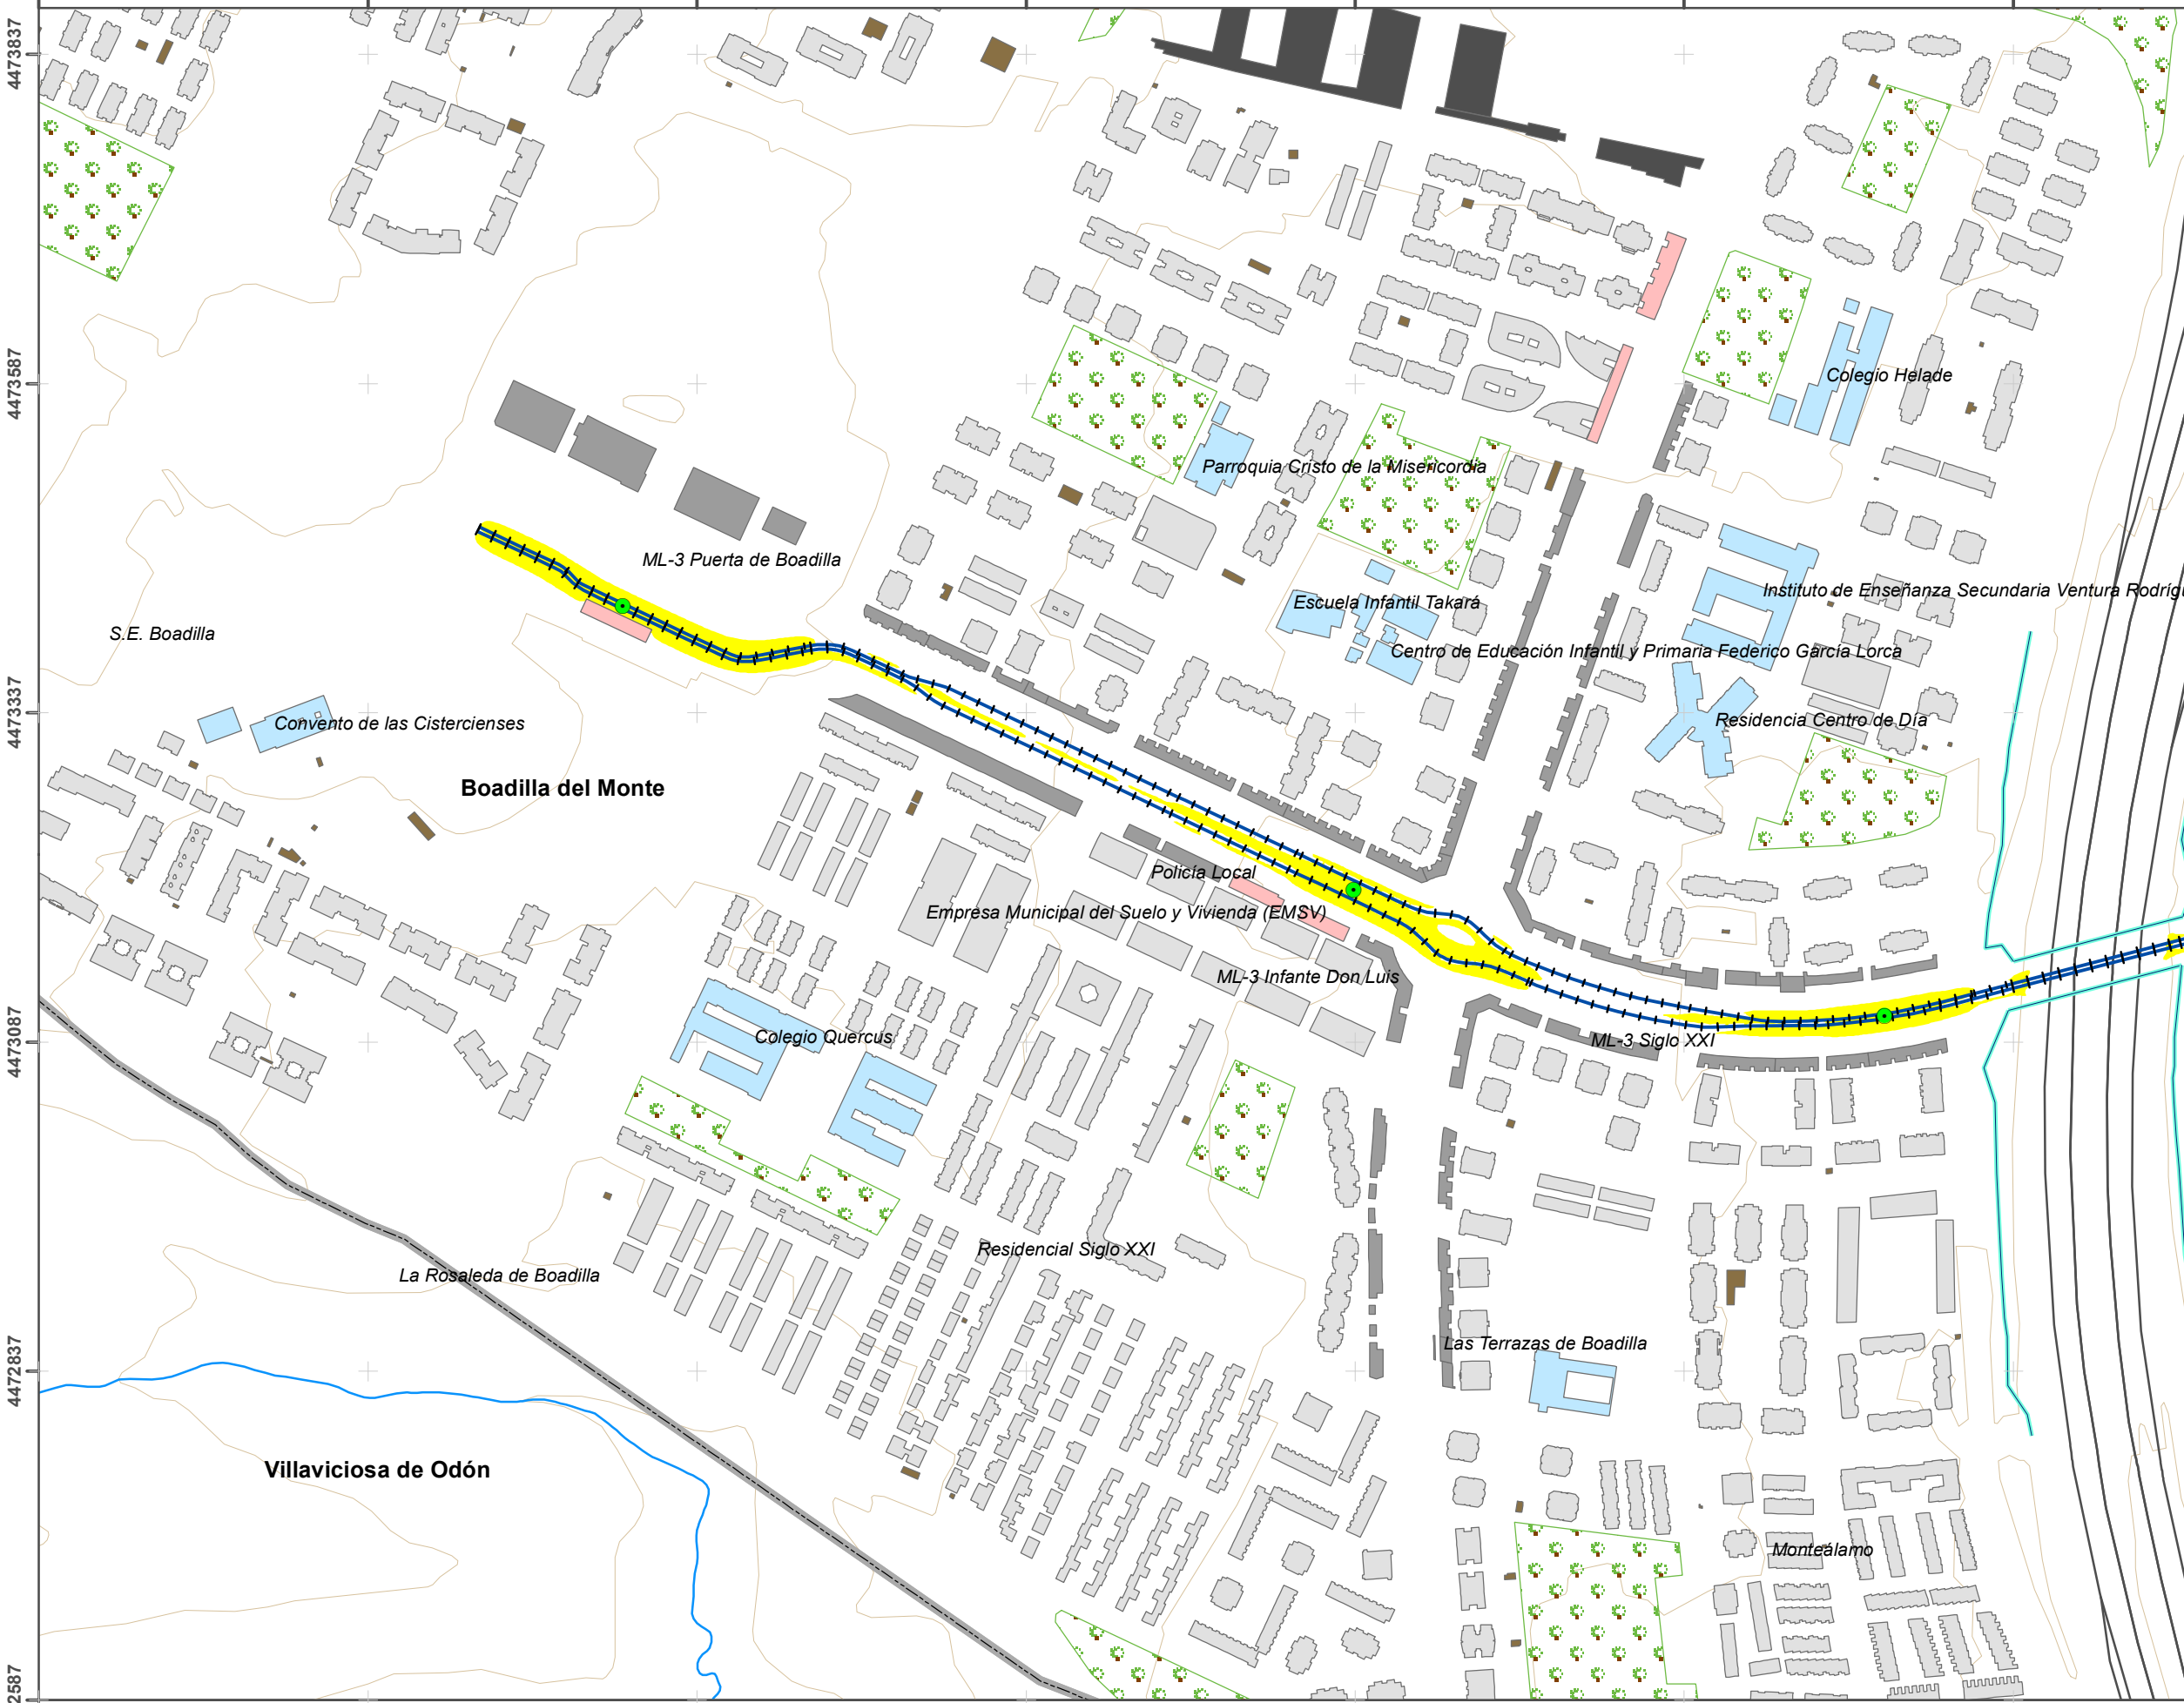 4473837
4473587
Colegio Helade
Parroquia Cristo de la Misericordia
ML-3 Puerta de Boadilla
Instituto de Enseñanza Secundaria Ventura Rodrígu
Escuela Infantil Takará
S.E. Boadilla
Centro de Educación Infantil y Primaria Federico García Lorca
4473337
Convento de las Cistercienses
Residencia Centro de Día
Boadilla del Monte
Policía Local
Empresa Municipal del Suelo y Vivienda (EMSV)
ML-3 Infante Don Luis
4473087
Colegio Quercus
ML-3 Siglo XXI
Residencial Siglo XXI
La Rosaleda de Boadilla
Las Terrazas de Boadilla
4472837
Villaviciosa de Odón
Monteálamo
2587